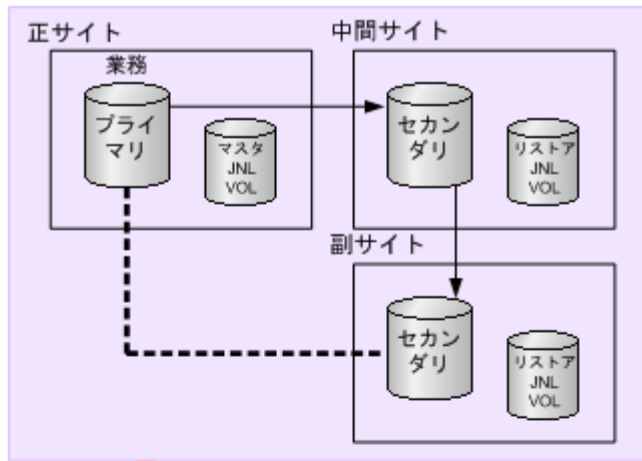 正サイト
業務
プライ
マリ
マスタ
JNL
VOL
中間サイト
セカン
ダリ
リストア
JNL
VOL
副サイト
セカン
ダリ
リストア
JNL
VOL